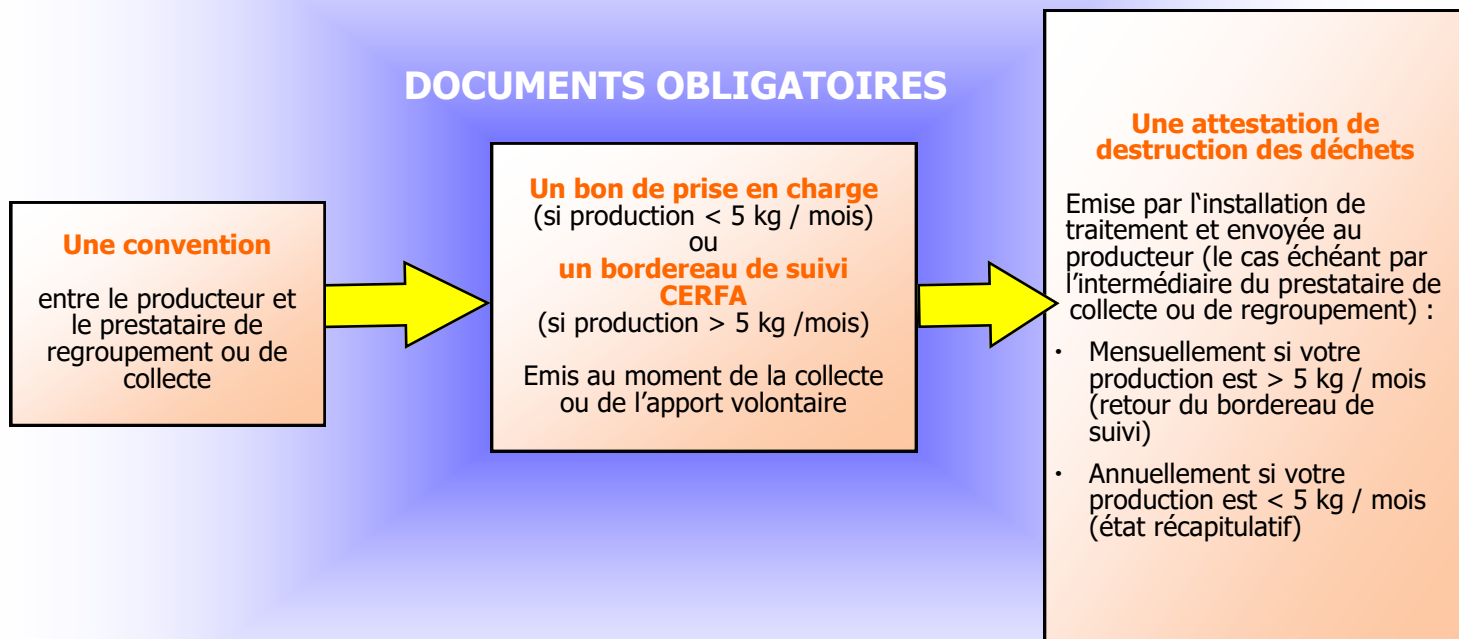 DOCUMENTS OBLIGATOIRES
Une convention
entre le producteur et
le prestataire de
regroupement ou de
collecte
Un bon de prise en charge
(si production < 5 kg / mois)
ou
un bordereau de suivi
CERFA
(si production > 5 kg /mois)
Emis au moment de la collecte
ou de l’apport volontaire
Une attestation de
destruction des déchets
Emise par l‘installation de
traitement et envoyée au
producteur (le cas échéant par
l’intermédiaire du prestataire de
collecte ou de regroupement) :
· Mensuellement si votre
production est > 5 kg / mois
(retour du bordereau de
suivi)
· Annuellement si votre
production est < 5 kg / mois
(état récapitulatif)